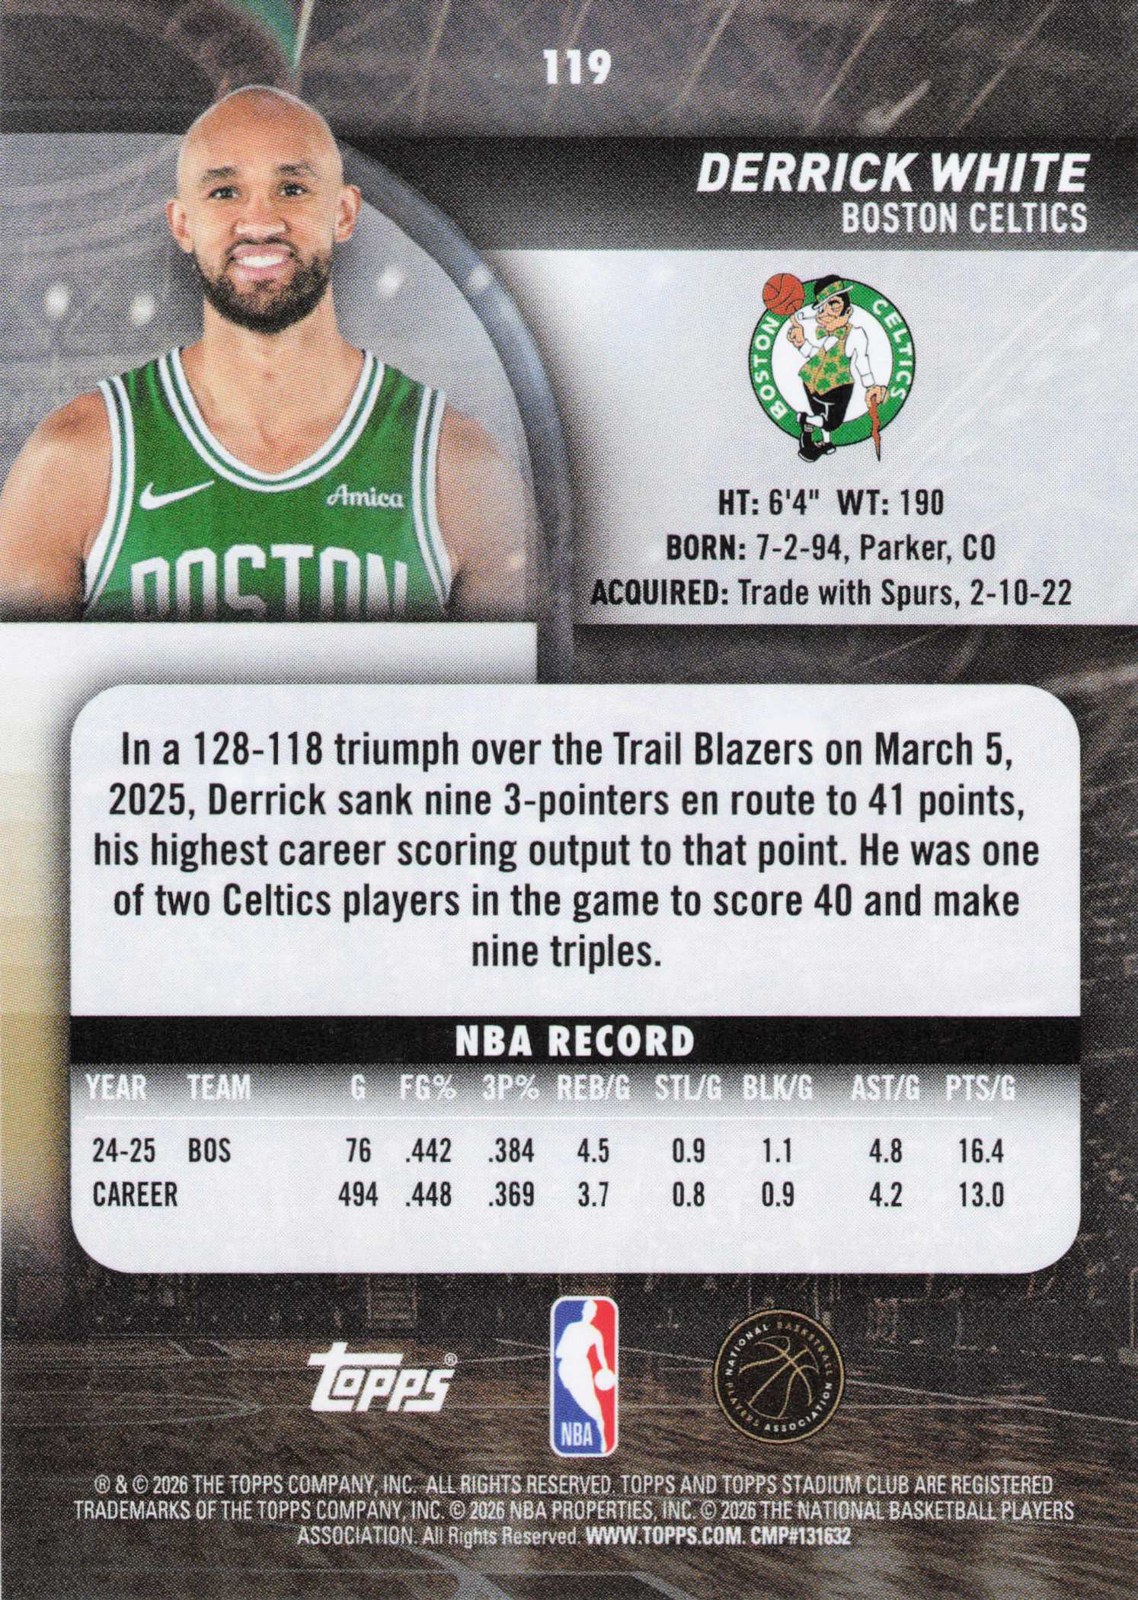 119
DERRICK WHITE
BOSTON CELTICS
BOSTON CELTICS
HT: 6'4" WT: 190
BORN: 7-2-94, Parker, CO
ACQUIRED: Trade with Spurs, 2-10-22
Amica
BOSTON
In a 128-118 triumph over the Trail Blazers on March 5,
2025, Derrick sank nine 3-pointers en route to 41 points,
his highest career scoring output to that point. He was one
of two Celtics players in the game to score 40 and make
nine triples.
NBA RECORD
YEAR TEAM G FG% 3P% REB/G STL/G BLK/G AST/G PTS/G
24-25 BOS 76 .442 .384 4.5 0.9 1.1 4.8 16.4
CAREER 494 .448 .369 3.7 0.8 0.9 4.2 13.0
topps®
NBA
NATIONAL BASKETBALL PLAYERS ASSOCIATION
® & © 2026 THE TOPPS COMPANY, INC. ALL RIGHTS RESERVED. TOPPS AND TOPPS STADIUM CLUB ARE REGISTERED
TRADEMARKS OF THE TOPPS COMPANY, INC. © 2026 NBA PROPERTIES, INC. © 2026 THE NATIONAL BASKETBALL PLAYERS
ASSOCIATION. All Rights Reserved. WWW.TOPPS.COM. CMP#131632